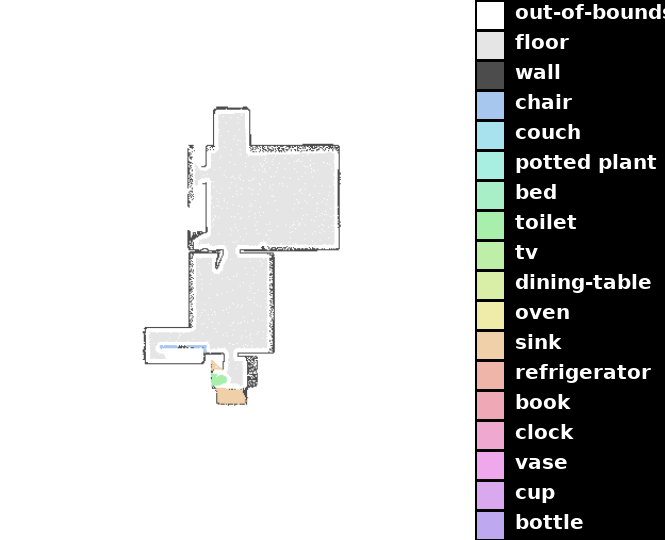 out-of-bounds
floor
wall
chair
couch
potted plant
bed
toilet
tv
dining-table
oven
sink
refrigerator
book
clock
vase
cup
bottle